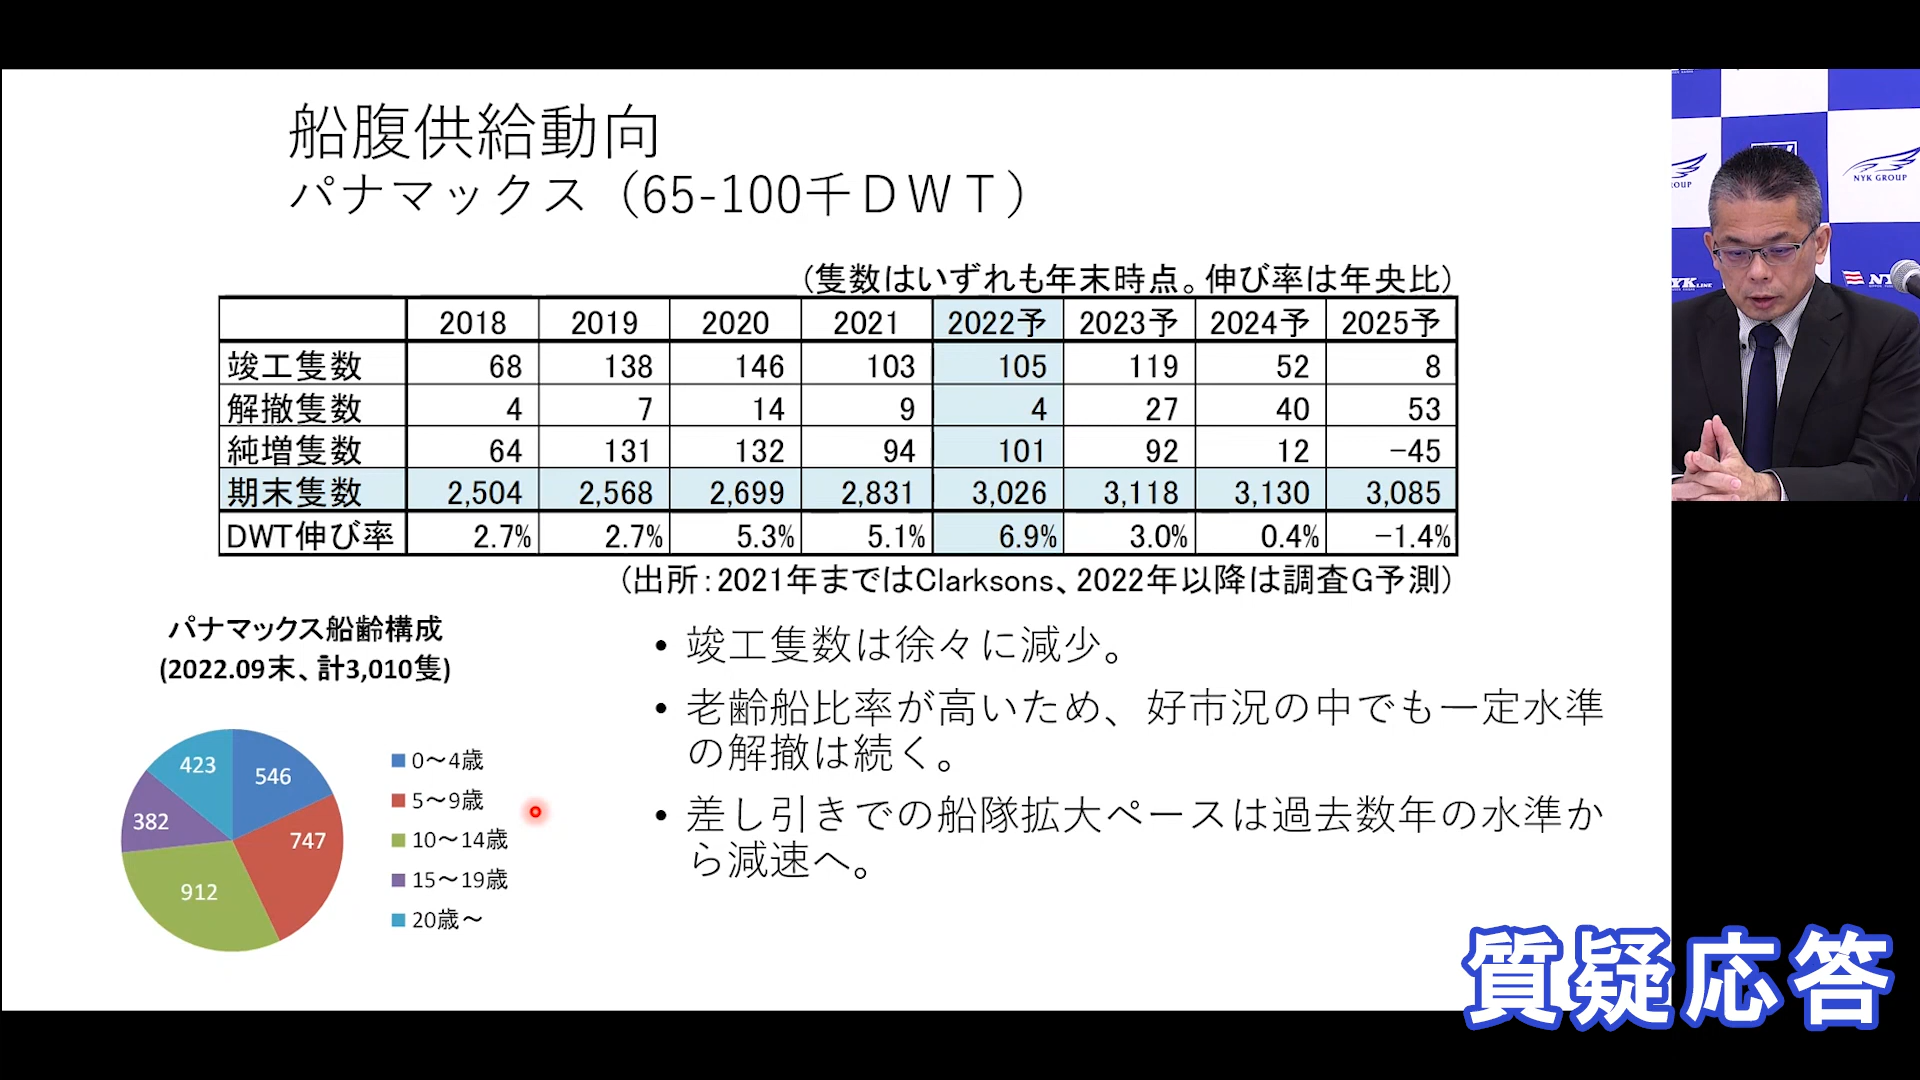 船腹供給動向
パナマックス（65-100千ＤＷＴ）
（隻数はいずれも年末時点。伸び率は年央比）
2018 2019 2020 2021 2022予 2023予 2024予 2025予
竣工隻数 68 138 146 103 105 119 52 8
解撤隻数 4 7 14 9 4 27 40 53
純増隻数 64 131 132 94 101 92 12 −45
期末隻数 2,504 2,568 2,699 2,831 3,026 3,118 3,130 3,085
DWT伸び率 2.7% 2.7% 5.3% 5.1% 6.9% 3.0% 0.4% −1.4%
（出所：2021年まではClarksons、2022年以降は調査G予測）
パナマックス船齢構成
(2022.09末、計3,010隻)
423
546
382
747
912
0～4歳
5～9歳
10～14歳
15～19歳
20歳～
• 竣工隻数は徐々に減少。
• 老齢船比率が高いため、好市況の中でも一定水準
の解撤は続く。
• 差し引きでの船隊拡大ペースは過去数年の水準か
ら減速へ。
NYK GROUP
質疑応答